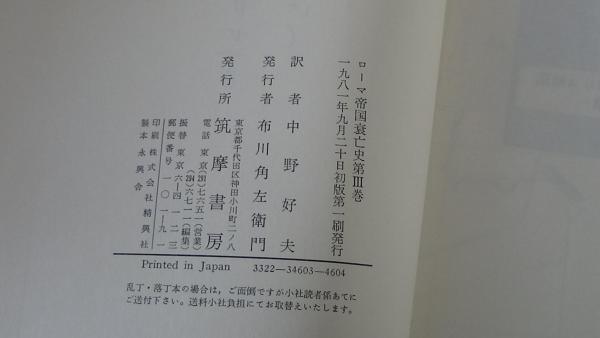 ローマ帝国衰亡史第Ⅲ巻
一九八一年九月二十日初版第一刷発行
訳者 中野好夫
発行者 布川角左衛門
発行所 筑摩書房
東京都千代田区神田小川町二ノ八
電話 東京(291)七六五一(営業)
(294)六七一一(編集)
振替 東京六―四一二三
郵便番号 一〇一―九一
印刷 株式会社 精興社
製本 永興舎
Printed in Japan 3322―34603―4604
乱丁・落丁本の場合は，ご面倒ですが小社読者係あてに
ご送付下さい。送料小社負担にてお取替えいたします。